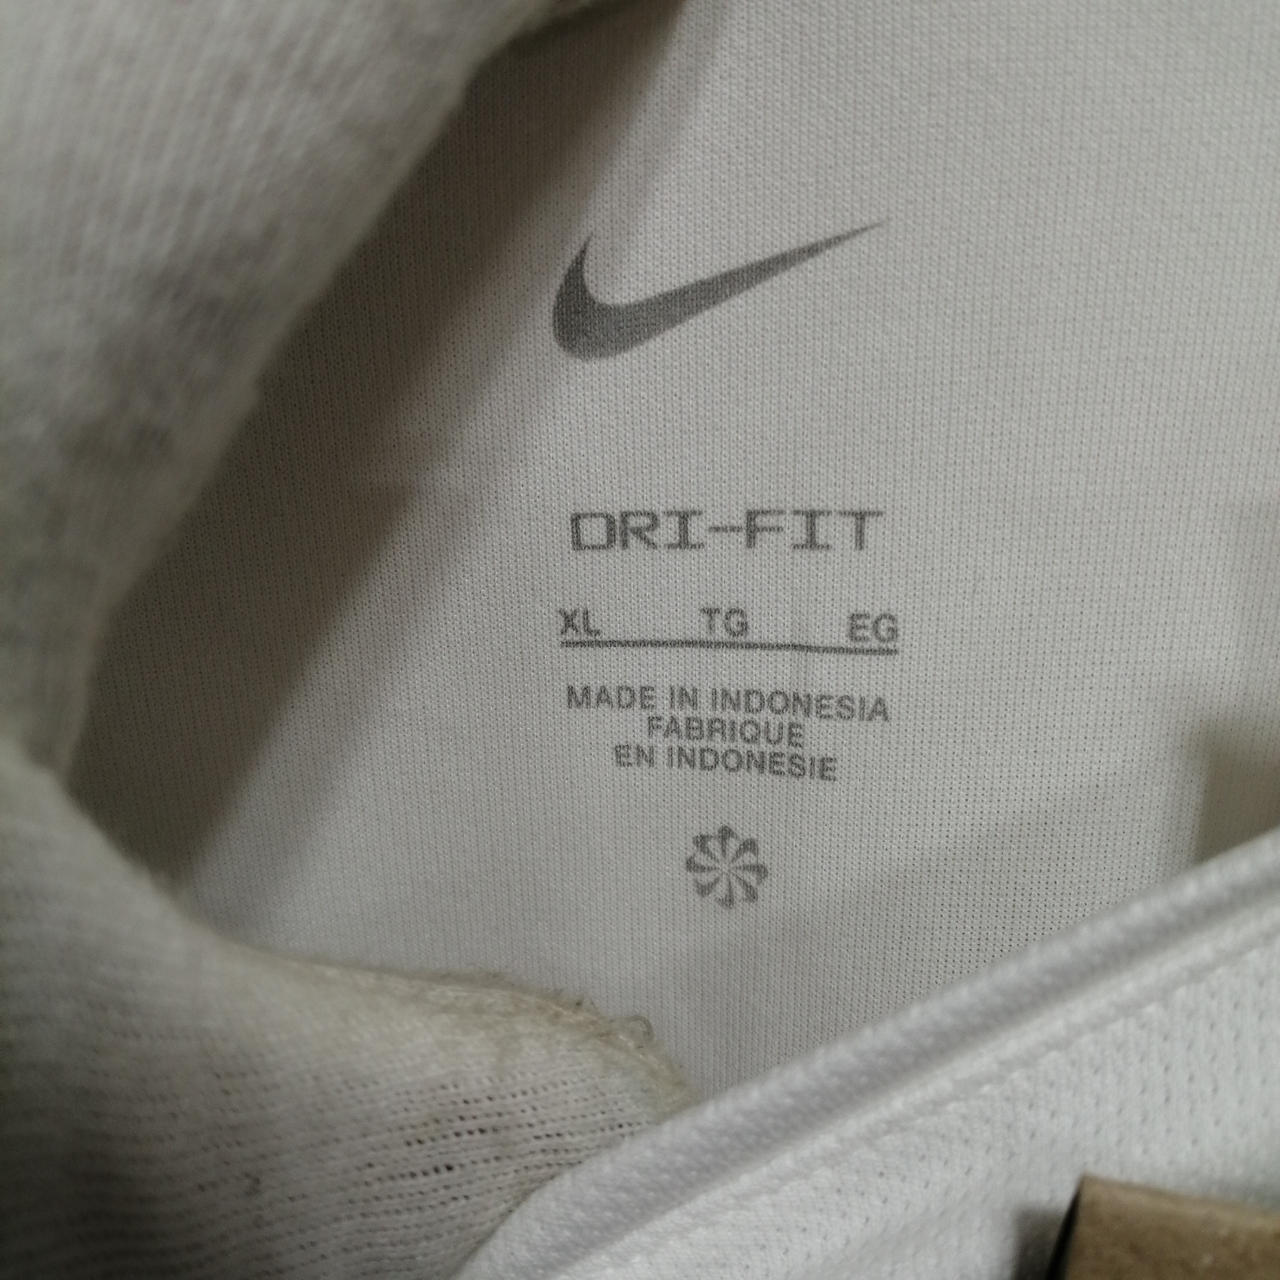 DRI-FIT
XL TG EG
MADE IN INDONESIA
FABRIQUE
EN INDONESIE